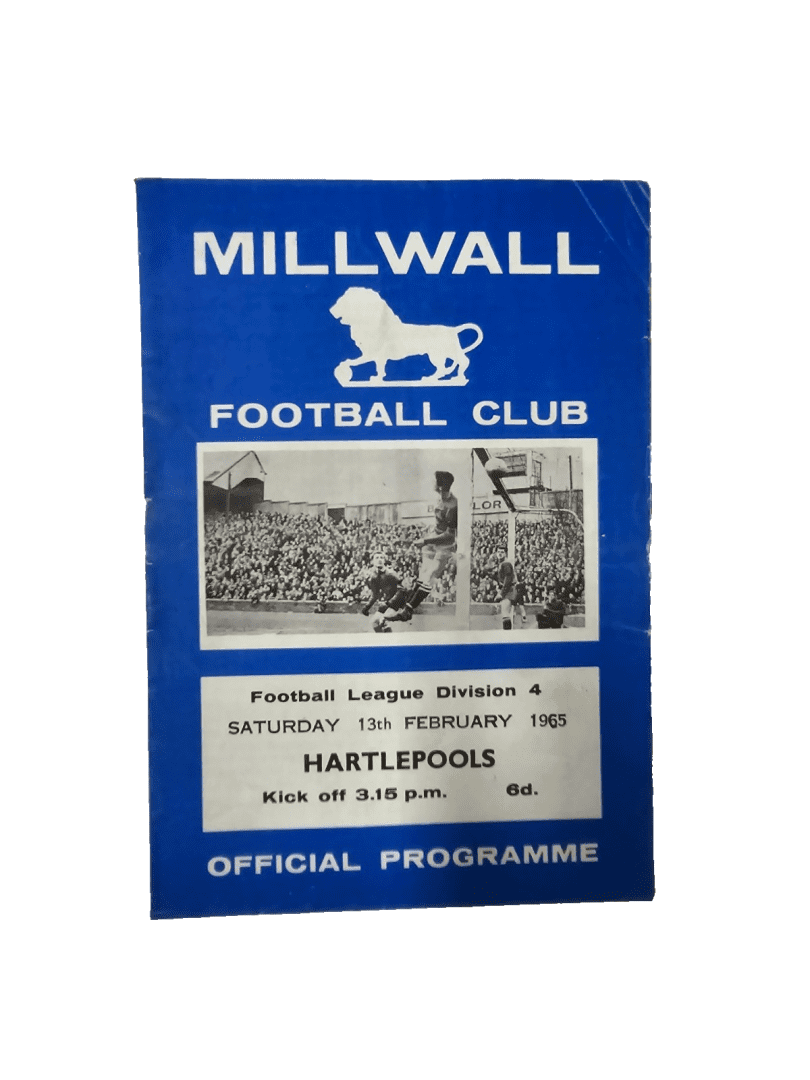 MILLWALL
FOOTBALL CLUB
Football League Division 4
SATURDAY 13th FEBRUARY 1965
HARTLEPOOLS
Kick off 3.15 p.m. 6d.
OFFICIAL PROGRAMME